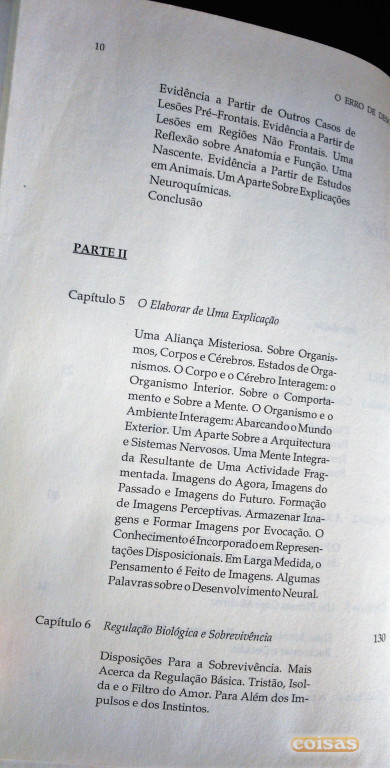 10
O ERRO DE DESC
Evidência a Partir de Outros Casos de
Lesões Pré-Frontais. Evidência a Partir de
Lesões em Regiões Não Frontais. Uma
Reflexão sobre Anatomia e Função. Uma
Nascente. Evidência a Partir de Estudos
em Animais. Um Aparte Sobre Explicações
Neuroquímicas.
Conclusão
PARTE II
Capítulo 5 O Elaborar de Uma Explicação
Uma Aliança Misteriosa. Sobre Organis-
mos, Corpos e Cérebros. Estados de Orga-
nismos. O Corpo e o Cérebro Interagem: o
Organismo Interior. Sobre o Comporta-
mento e Sobre a Mente. O Organismo e o
Ambiente Interagem: Abarcando o Mundo
Exterior. Um Aparte Sobre a Arquitectura
e Sistemas Nervosos. Uma Mente Integra-
da Resultante de Uma Actividade Frag-
mentada. Imagens do Agora, Imagens do
Passado e Imagens do Futuro. Formação
de Imagens Perceptivas. Armazenar Ima-
gens e Formar Imagens por Evocação. O
Conhecimento é Incorporado em Represen-
tações Disposicionais. Em Larga Medida, o
Pensamento é Feito de Imagens. Algumas
Palavras sobre o Desenvolvimento Neural.
Capítulo 6 Regulação Biológica e Sobrevivência 130
Disposições Para a Sobrevivência. Mais
Acerca da Regulação Básica. Tristão, Isol-
da e o Filtro do Amor. Para Além dos Im-
pulsos e dos Instintos.
coisas